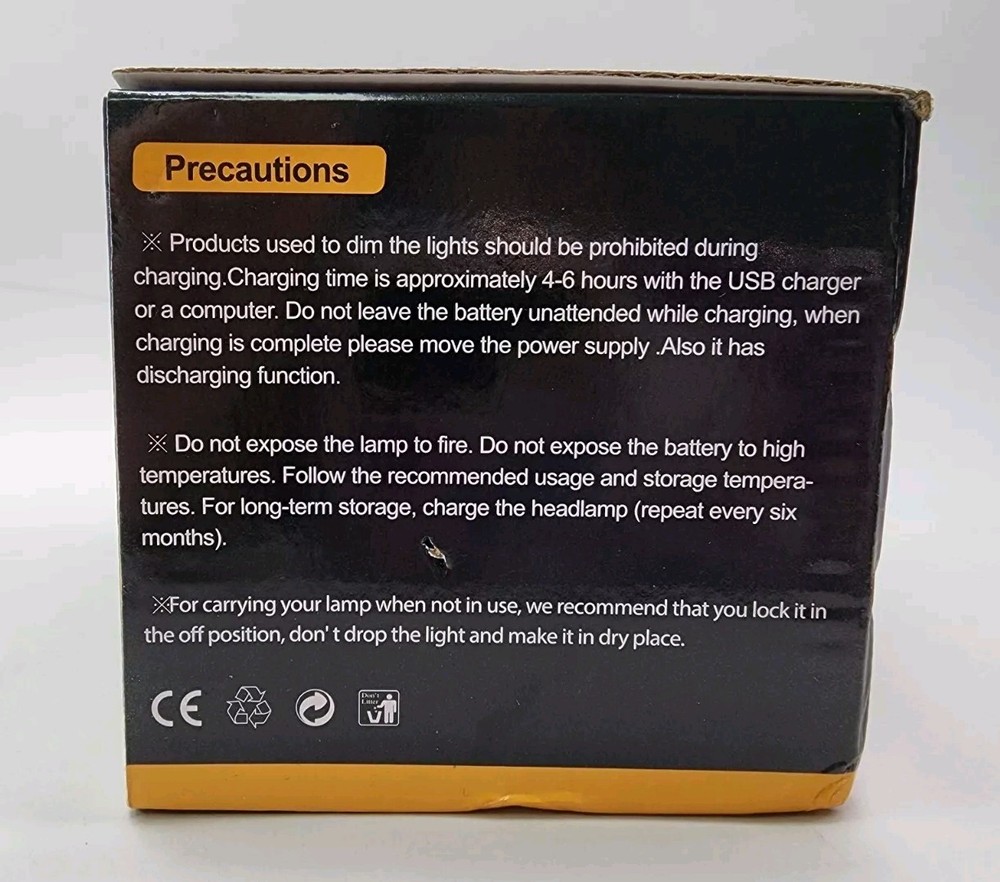 Precautions
※ Products used to dim the lights should be prohibited during
charging.Charging time is approximately 4-6 hours with the USB charger
or a computer. Do not leave the battery unattended while charging, when
charging is complete please move the power supply .Also it has
discharging function.
※ Do not expose the lamp to fire. Do not expose the battery to high
temperatures. Follow the recommended usage and storage tempera-
tures. For long-term storage, charge the headlamp (repeat every six
months).
※For carrying your lamp when not in use, we recommend that you lock it in
the off position, don' t drop the light and make it in dry place.
CE
Don't
Litter